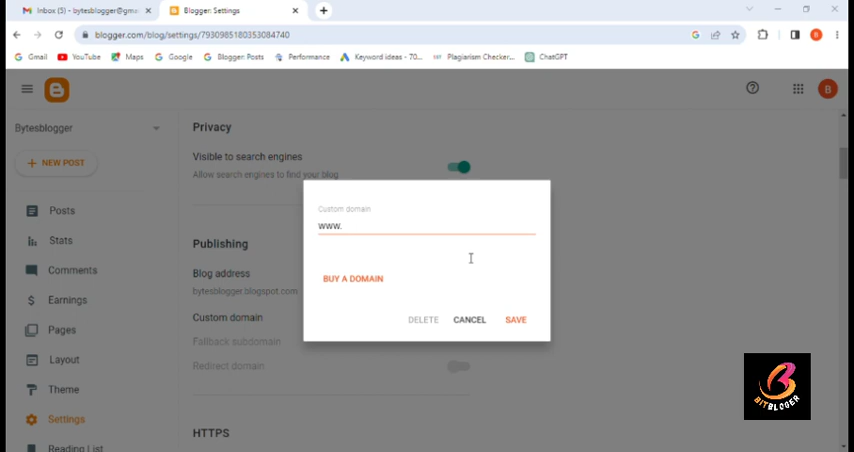 Inbox (5) - bytesblogger@gma
Blogger: Settings
blogger.com/blog/settings/7930985180353084740
Gmail
YouTube
Maps
Google
Blogger: Posts
Performance
Keyword ideas - 70...
Plagiarism Checker...
ChatGPT
B
Bytesblogger
+ NEW POST
Posts
Stats
Comments
Earnings
Pages
Layout
Theme
Settings
Reading List
Privacy
Visible to search engines
Allow search engines to find your blog
Publishing
Blog address
bytesblogger.blogspot.com
Custom domain
Fallback subdomain
Redirect domain
HTTPS
Custom domain
www.
BUY A DOMAIN
DELETE CANCEL SAVE
BITBLOGER